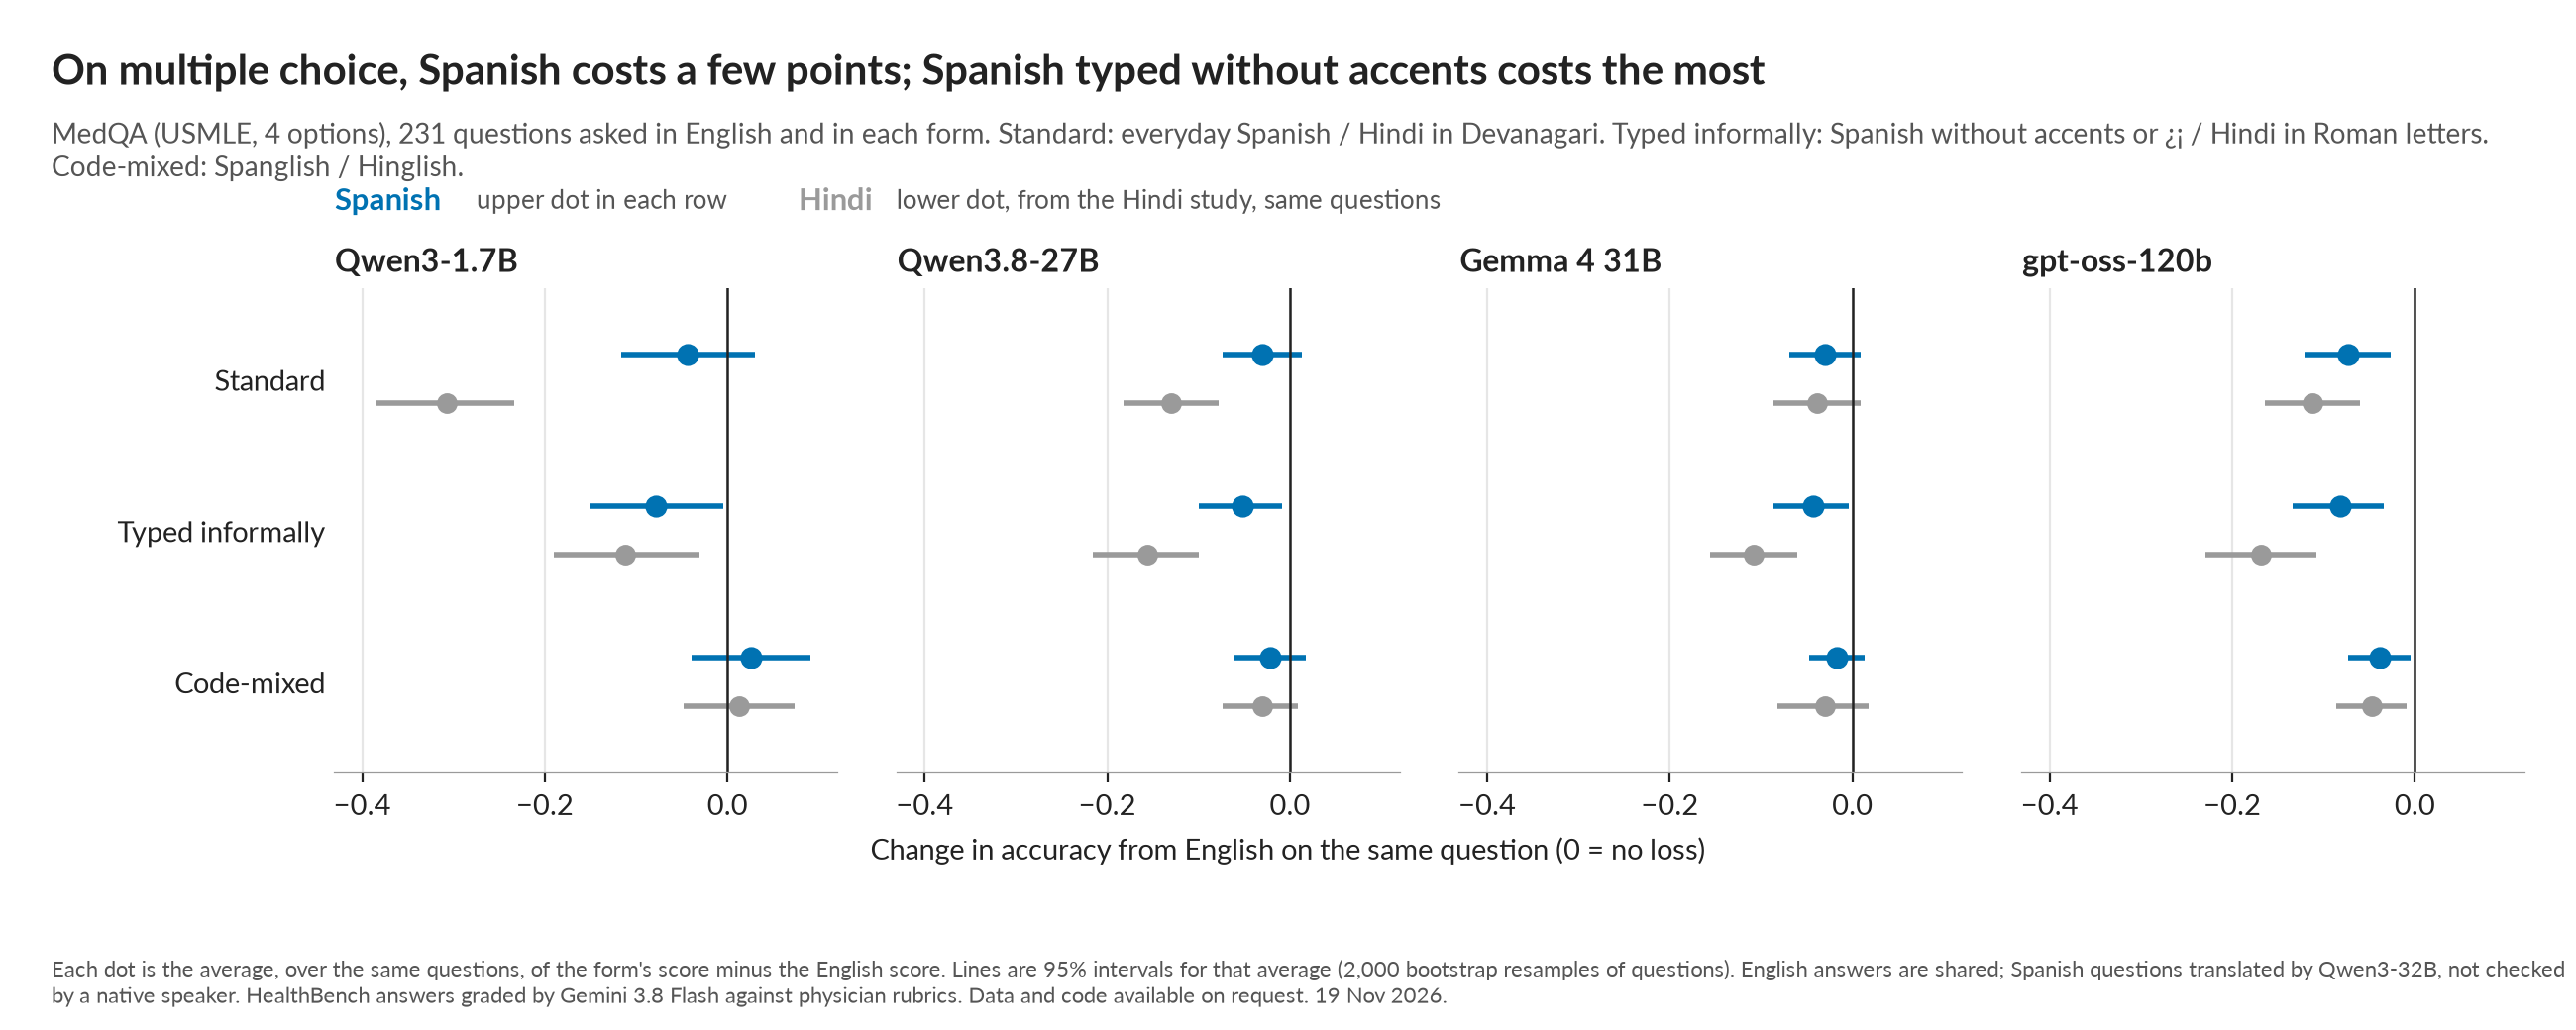 On multiple choice, Spanish costs a few points; Spanish typed without accents costs the most
MedQA (USMLE, 4 options), 231 questions asked in English and in each form. Standard: everyday Spanish / Hindi in Devanagari. Typed informally: Spanish without accents or ¿¡ / Hindi in Roman letters.
Code-mixed: Spanglish / Hinglish.
Spanish upper dot in each row Hindi lower dot, from the Hindi study, same questions
Qwen3-1.7B Qwen3.8-27B Gemma 4 31B gpt-oss-120b
Standard
Typed informally
Code-mixed
−0.4 −0.2 0.0 −0.4 −0.2 0.0 −0.4 −0.2 0.0 −0.4 −0.2 0.0
Change in accuracy from English on the same question (0 = no loss)
Each dot is the average, over the same questions, of the form's score minus the English score. Lines are 95% intervals for that average (2,000 bootstrap resamples of questions). English answers are shared; Spanish questions translated by Qwen3-32B, not checked
by a native speaker. HealthBench answers graded by Gemini 3.8 Flash against physician rubrics. Data and code available on request. 19 Nov 2026.